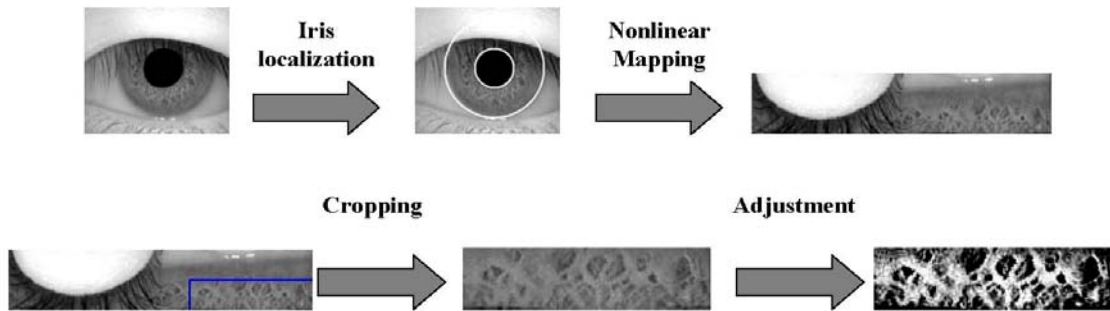 Iris
localization
Nonlinear
Mapping
Cropping
Adjustment